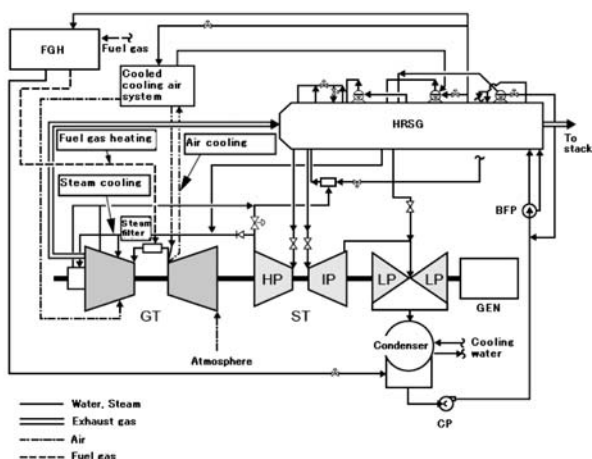 FGH
Fuel gas
Cooled
cooling air
system
HRSG
To
stack
Fuel gas heating
Air cooling
Steam cooling
Steam
filter
BFP
HP
IP
LP
LP
GEN
GT
ST
Atmosphere
Condenser
Cooling
water
CP
Water, Steam
Exhaust gas
Air
Fuel gas